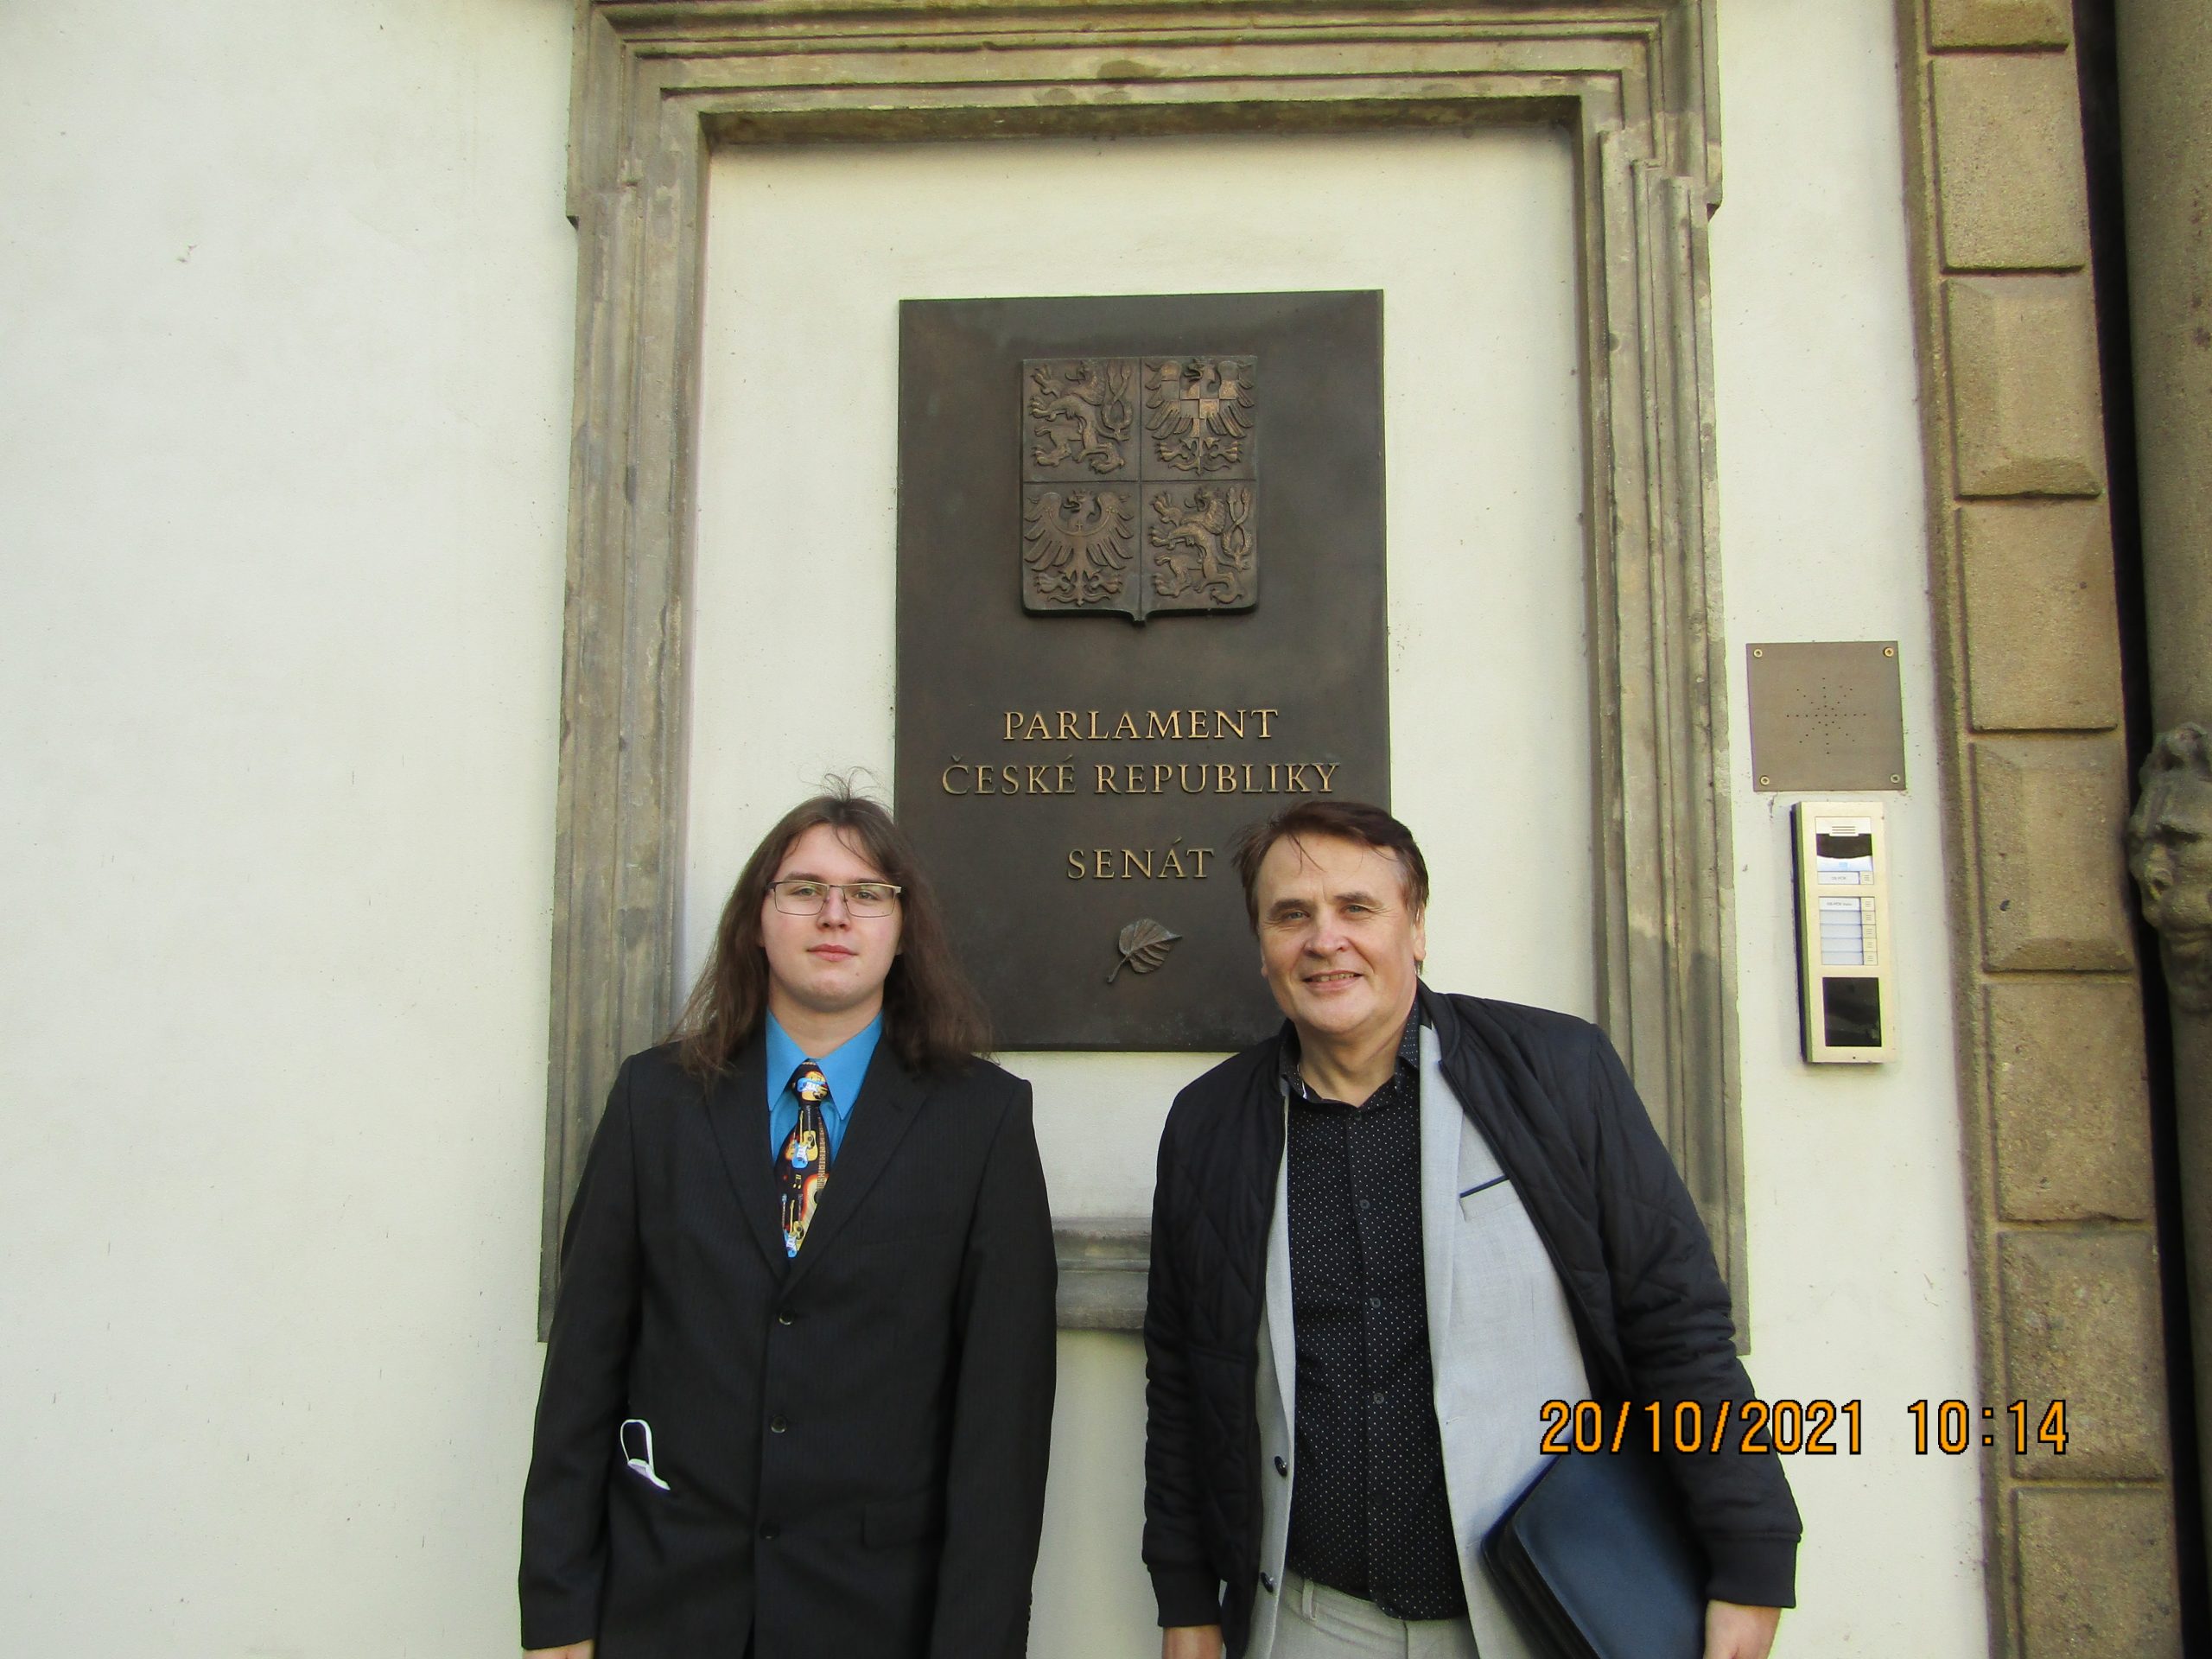 PARLAMENT
ČESKÉ REPUBLIKY
SENÁT
20/10/2021 10:14